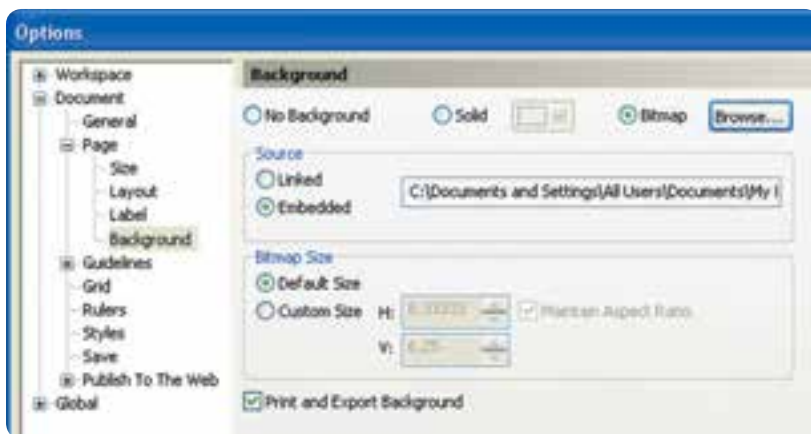 Options
Workspace
Document
General
Page
Size
Layout
Label
Background
Guidelines
Grid
Rulers
Styles
Save
Publish To The Web
Global
Background
No Background Solid Bitmap Browse...
Source
Linked
Embedded
C:\Documents and Settings\All Users\Documents\My
Bitmap Size
Default Size
Custom Size H: Maintain Aspect Ratio
V: 6.25
Print and Export Background